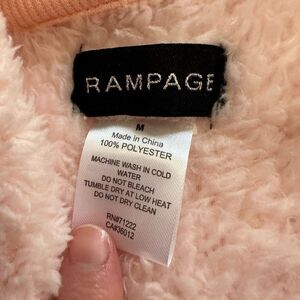 RAMPAGE
M
Made in China
100% POLYESTER
MACHINE WASH IN COLD
WATER
DO NOT BLEACH
TUMBLE DRY AT LOW HEAT
DO NOT DRY CLEAN
RN#71222
CA#36012